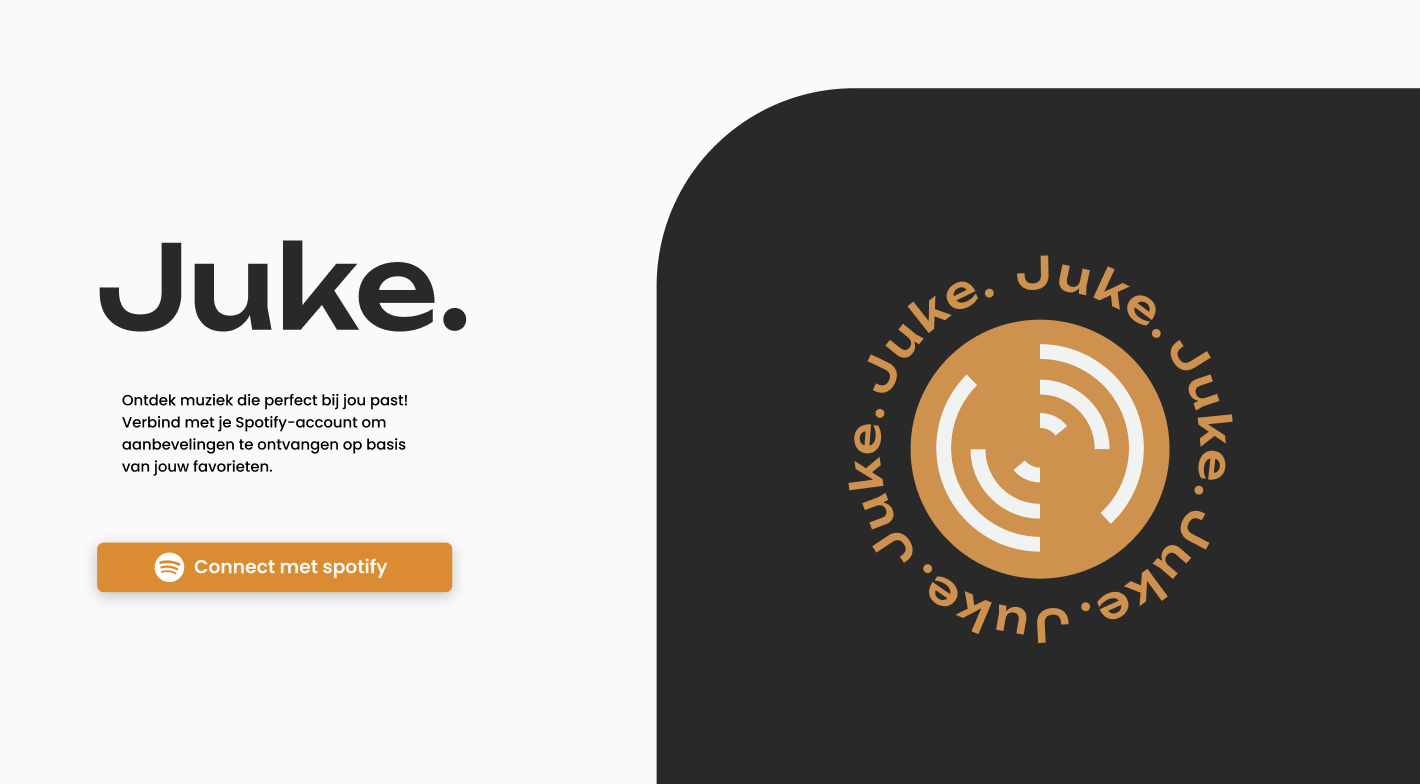 Juke.
Ontdek muziek die perfect bij jou past!
Verbind met je Spotify-account om
aanbevelingen te ontvangen op basis
van jouw favorieten.
Connect met spotify
Juke. Juke. Juke. Juke. Juke. Juke.